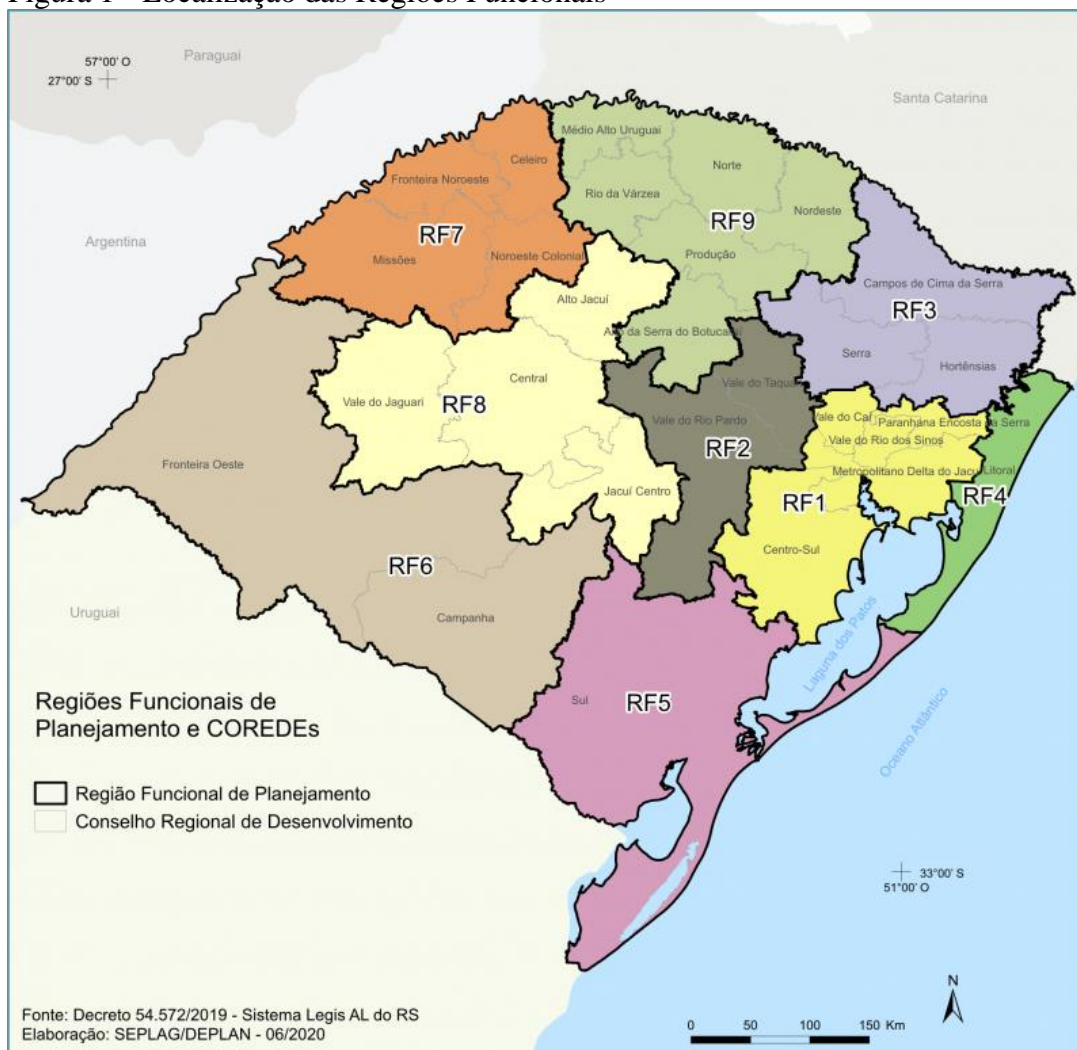 Figura 1 - Localização das Regiões Funcionais
57°00' O
27°00' S
Paraguai
Santa Catarina
Argentina
Uruguai
Médio Alto Uruguai
Norte
Celeiro
Fronteira Noroeste
Rio da Várzea
Nordeste
RF7
RF9
Missões
Noroeste Colonial
Produção
Campos de Cima da Serra
RF3
Alto Jacuí
Alto da Serra do Botucaraí
Serra
Hortênsias
Central
Vale do Jaguari
RF8
Vale do Taquari
Vale do Rio Pardo
RF2
Vale do Caí
Paranhana Encosta da Serra
Vale do Rio dos Sinos
Metropolitano Delta do Jacuí
Litoral
RF4
Fronteira Oeste
Jacuí Centro
RF1
Centro-Sul
RF6
Campanha
Laguna dos Patos
Sul
RF5
Oceano Atlântico
Regiões Funcionais de
Planejamento e COREDEs
Região Funcional de Planejamento
Conselho Regional de Desenvolvimento
33°00' S
51°00' O
N
Fonte: Decreto 54.572/2019 - Sistema Legis AL do RS
Elaboração: SEPLAG/DEPLAN - 06/2020
0 50 100 150 Km